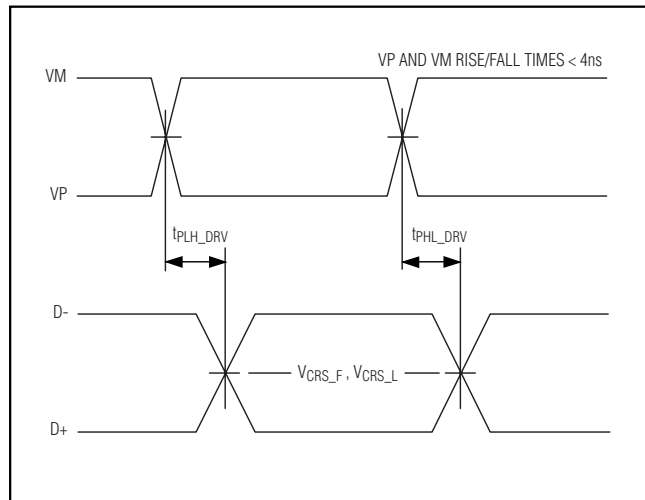 VM
VP AND VM RISE/FALL TIMES < 4ns
VP
tPLH_DRV
tPHL_DRV
D-
VCRS_F , VCRS_L
D+